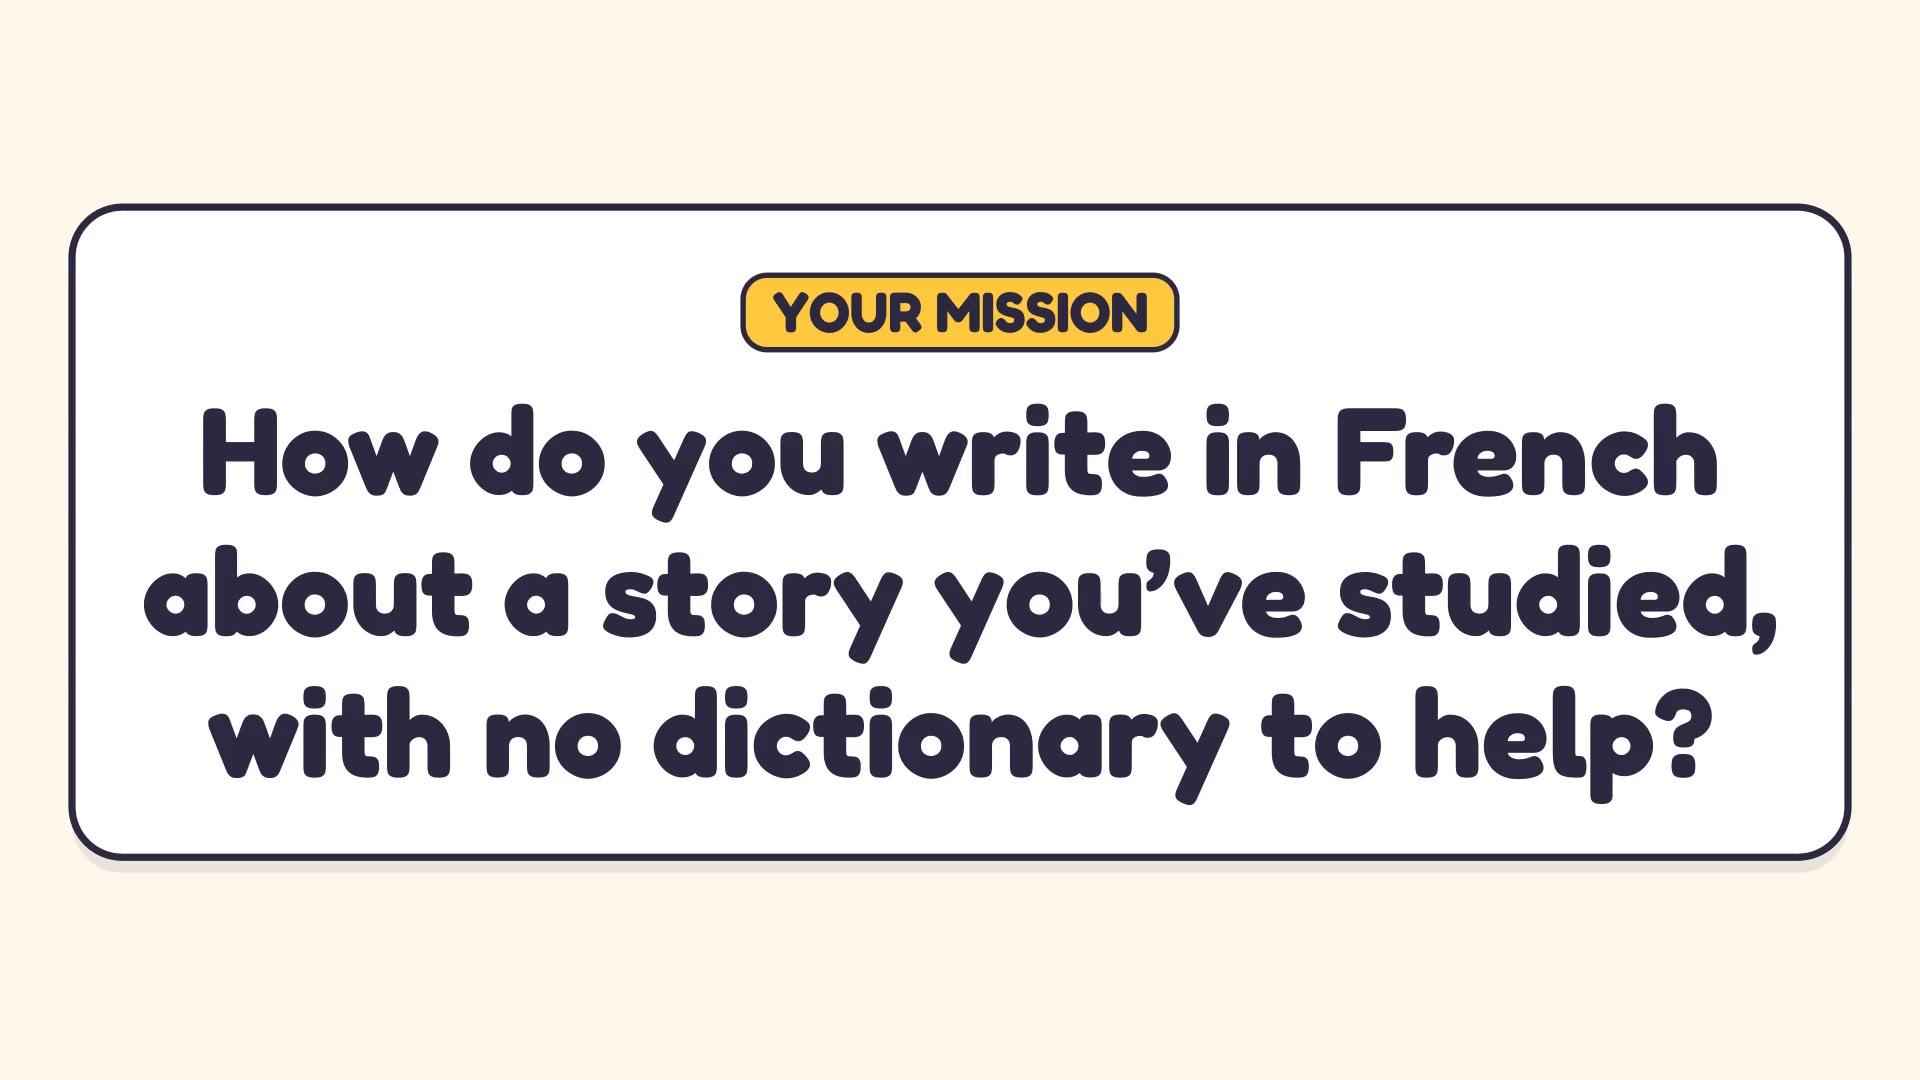 YOUR MISSION
How do you write in French
about a story you’ve studied,
with no dictionary to help?